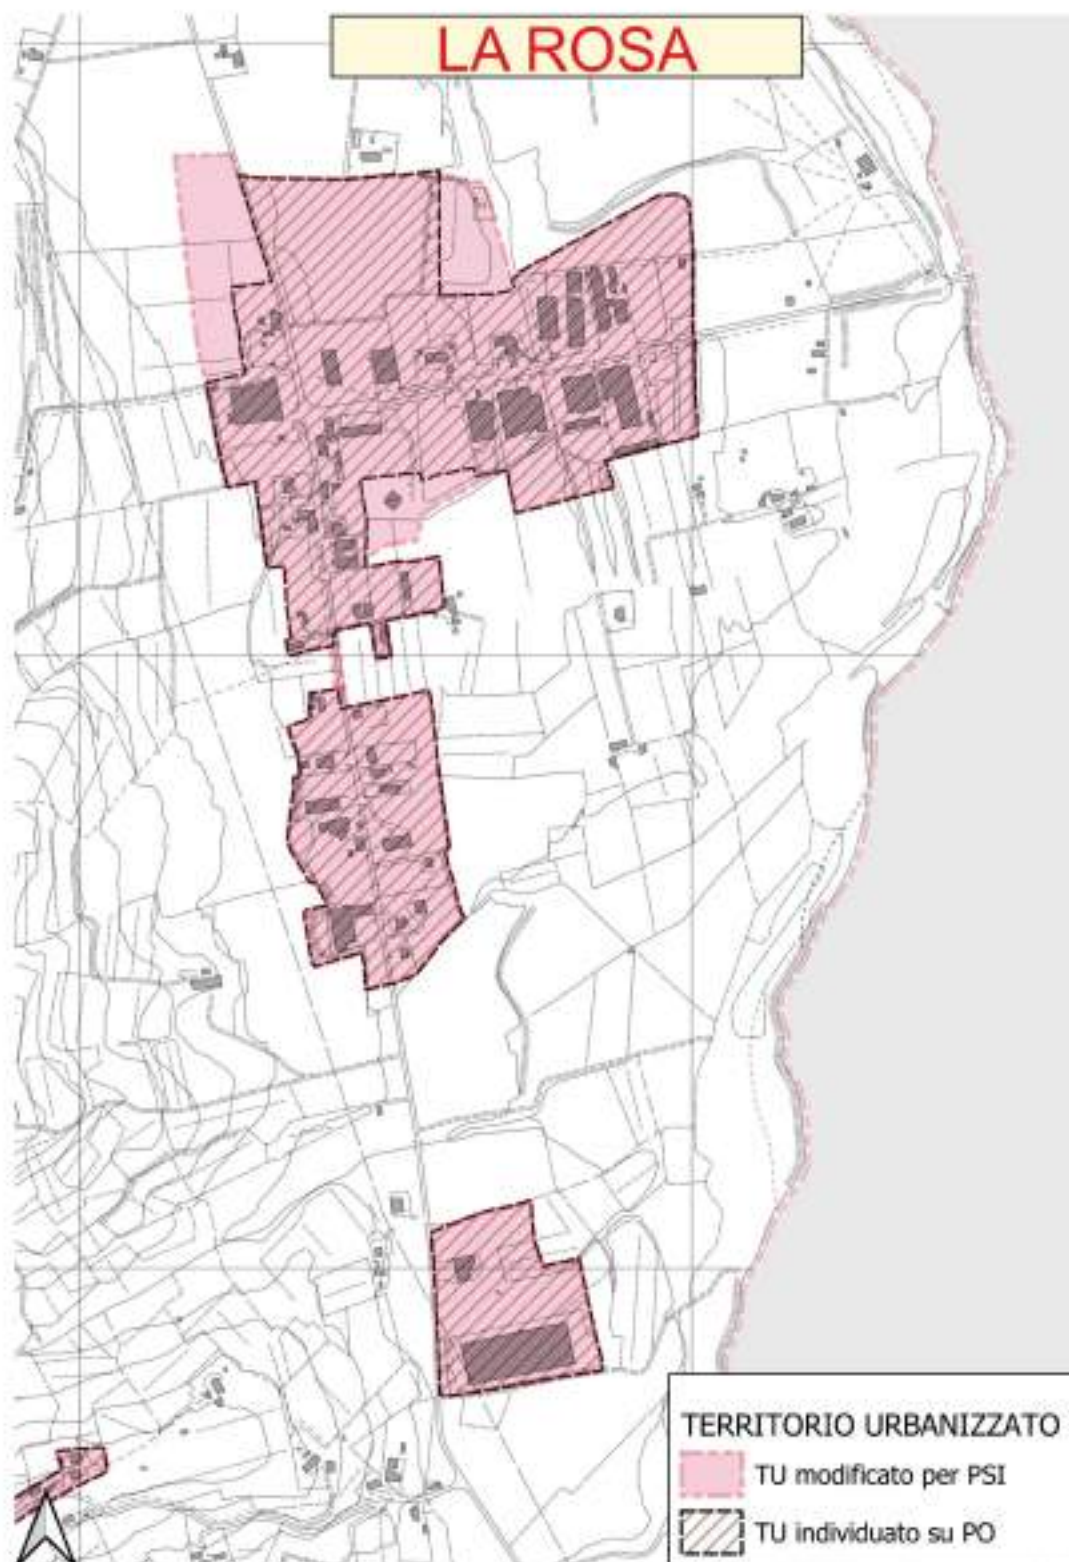 LA ROSA
TERRITORIO URBANIZZATO
TU modificato per PSI
TU individuato su PO